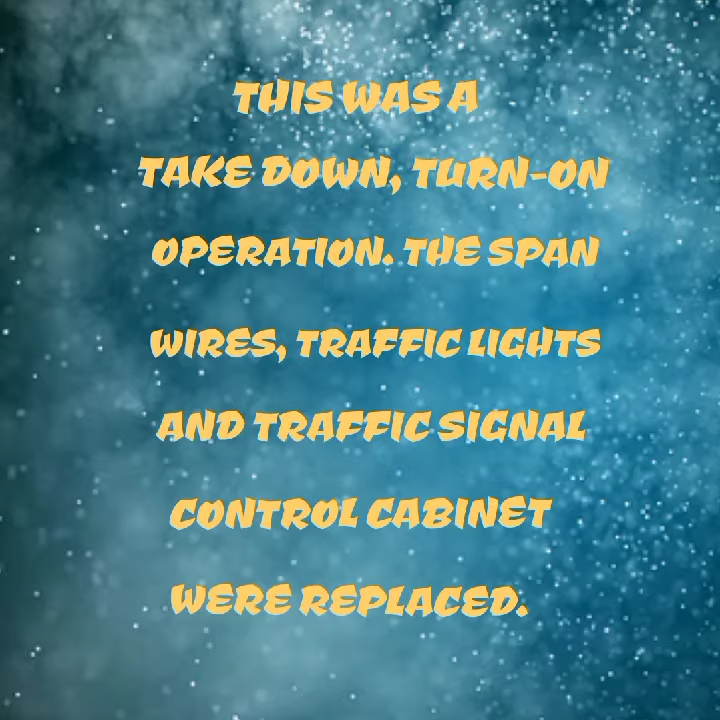 THIS WAS A
TAKE DOWN, TURN-ON
OPERATION. THE SPAN
WIRES, TRAFFIC LIGHTS
AND TRAFFIC SIGNAL
CONTROL CABINET
WERE REPLACED.